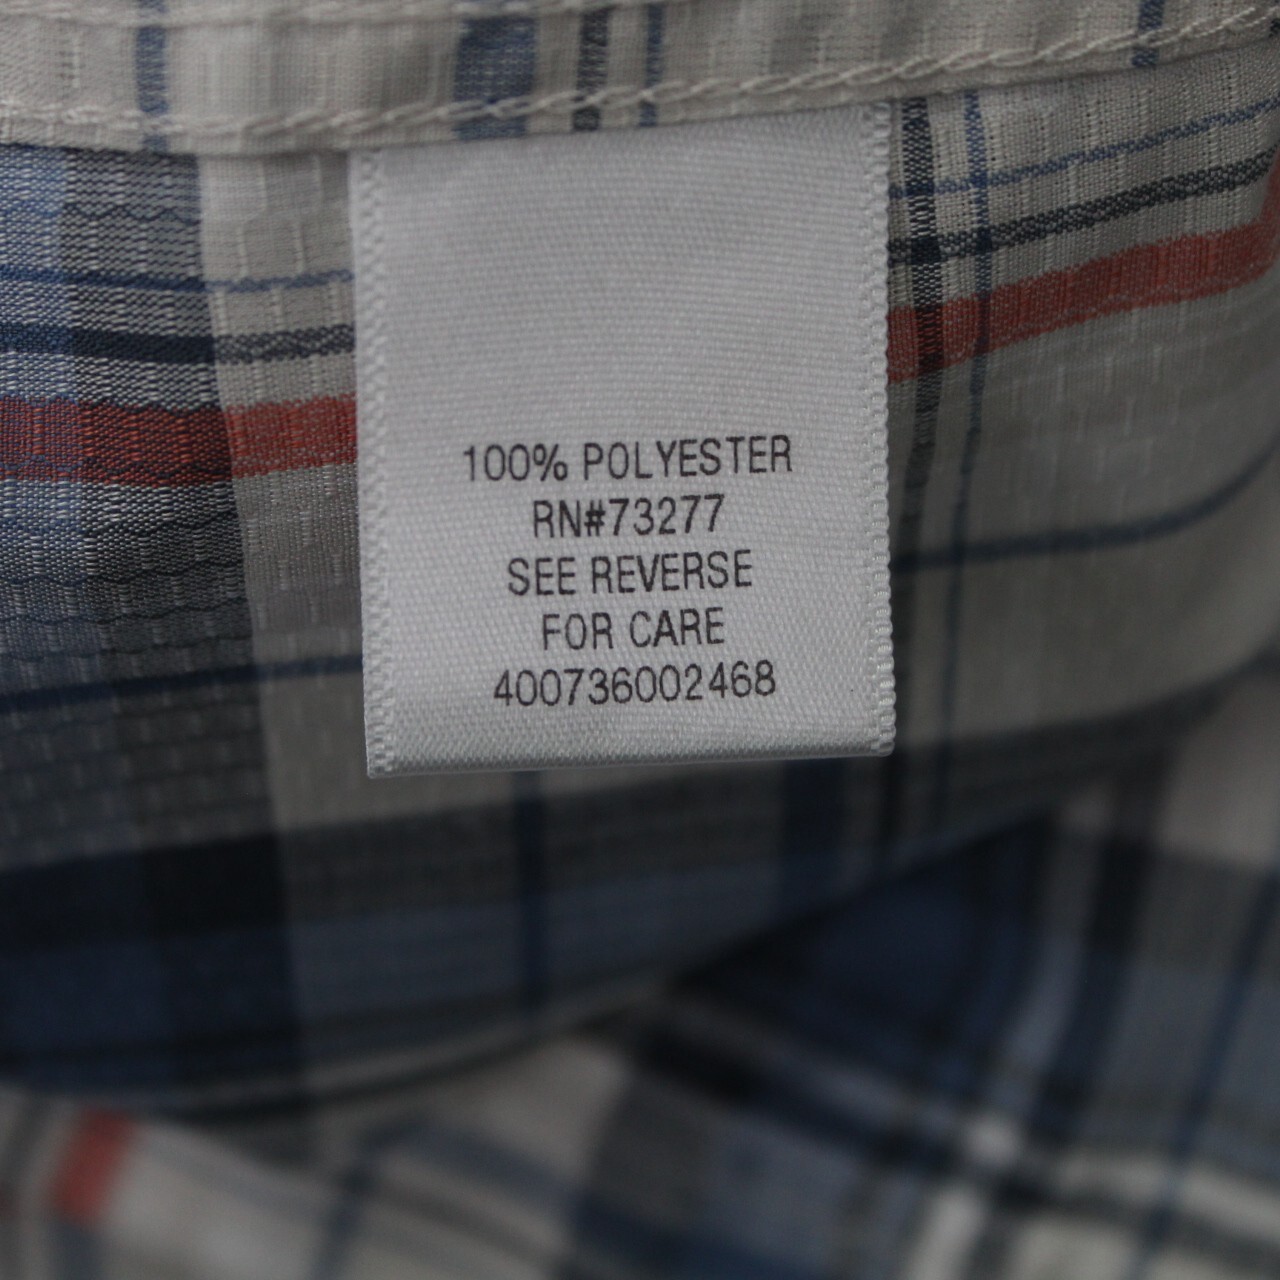 100% POLYESTER
RN#73277
SEE REVERSE
FOR CARE
400736002468